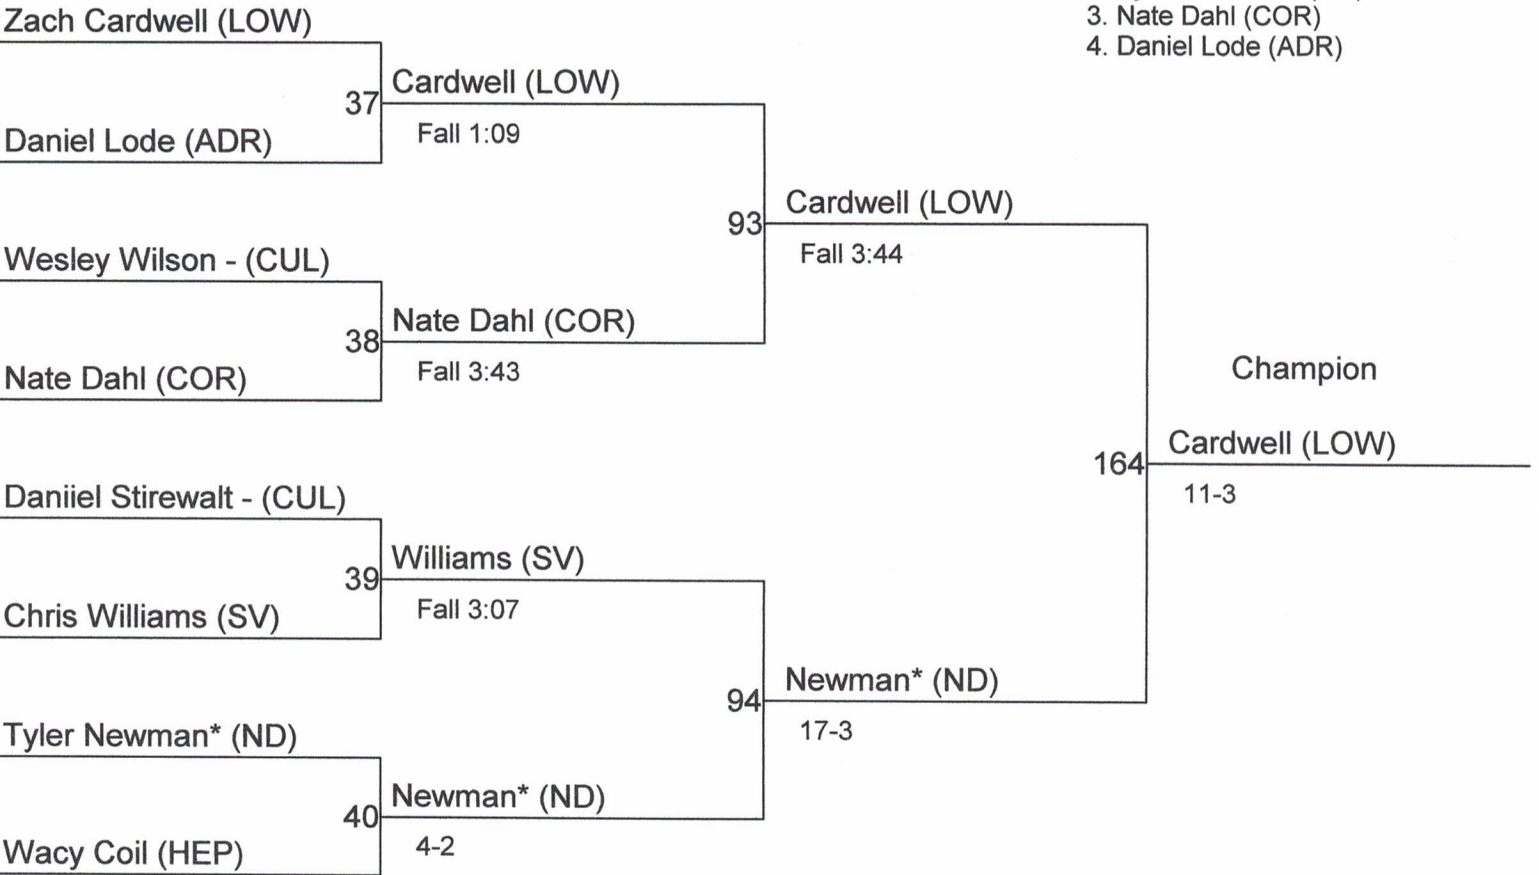 Zach Cardwell (LOW)
3. Nate Dahl (COR)
4. Daniel Lode (ADR)
37
Cardwell (LOW)
Fall 1:09
Daniel Lode (ADR)
93
Cardwell (LOW)
Fall 3:44
Wesley Wilson - (CUL)
38
Nate Dahl (COR)
Fall 3:43
Nate Dahl (COR)
Champion
164
Cardwell (LOW)
11-3
Daniiel Stirewalt - (CUL)
39
Williams (SV)
Fall 3:07
Chris Williams (SV)
94
Newman* (ND)
17-3
Tyler Newman* (ND)
40
Newman* (ND)
4-2
Wacy Coil (HEP)